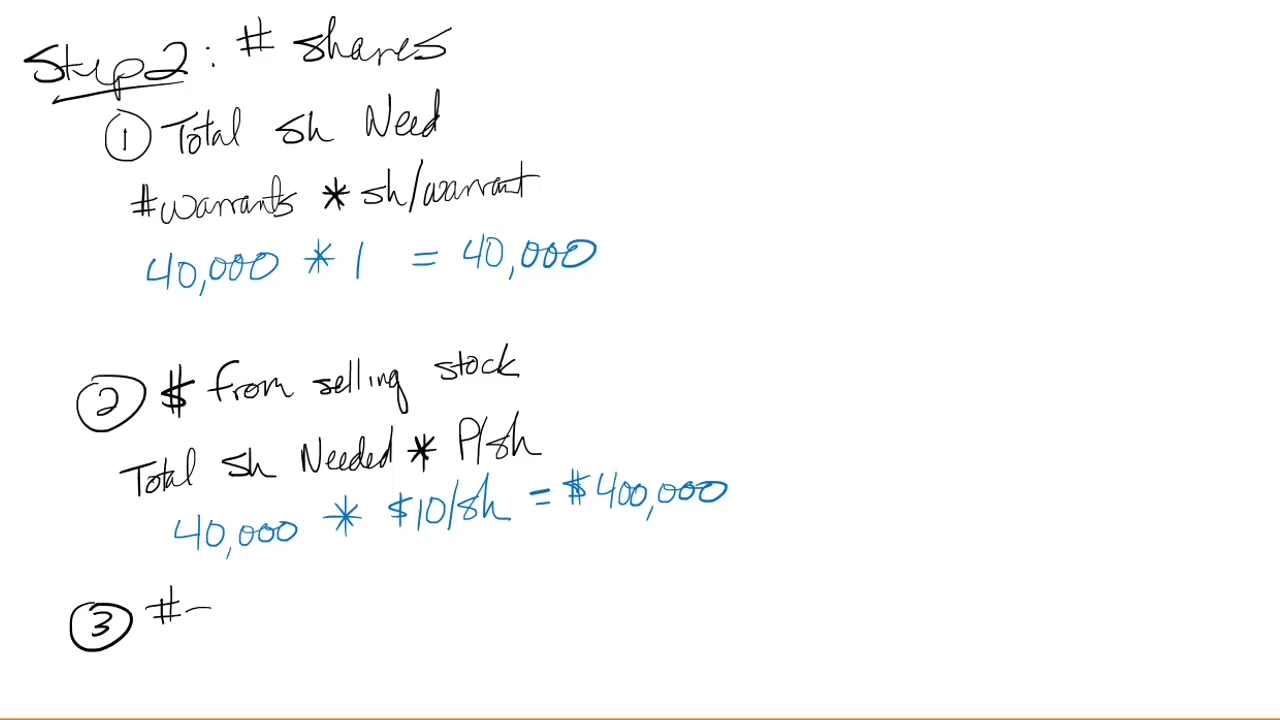 Step 2: # shares
① Total sh Need
# warrants * sh/warrant
40,000 * 1 = 40,000
② $ from selling stock
Total sh Needed * P/sh
40,000 * $10/sh = $400,000
③ #